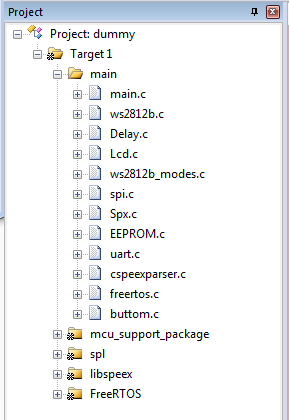 Project
Project: dummy
Target 1
main
main.c
ws2812b.c
Delay.c
Lcd.c
ws2812b_modes.c
spi.c
Spx.c
EEPROM.c
uart.c
cspeexparser.c
freertos.c
buttom.c
mcu_support_package
spl
libspeex
FreeRTOS